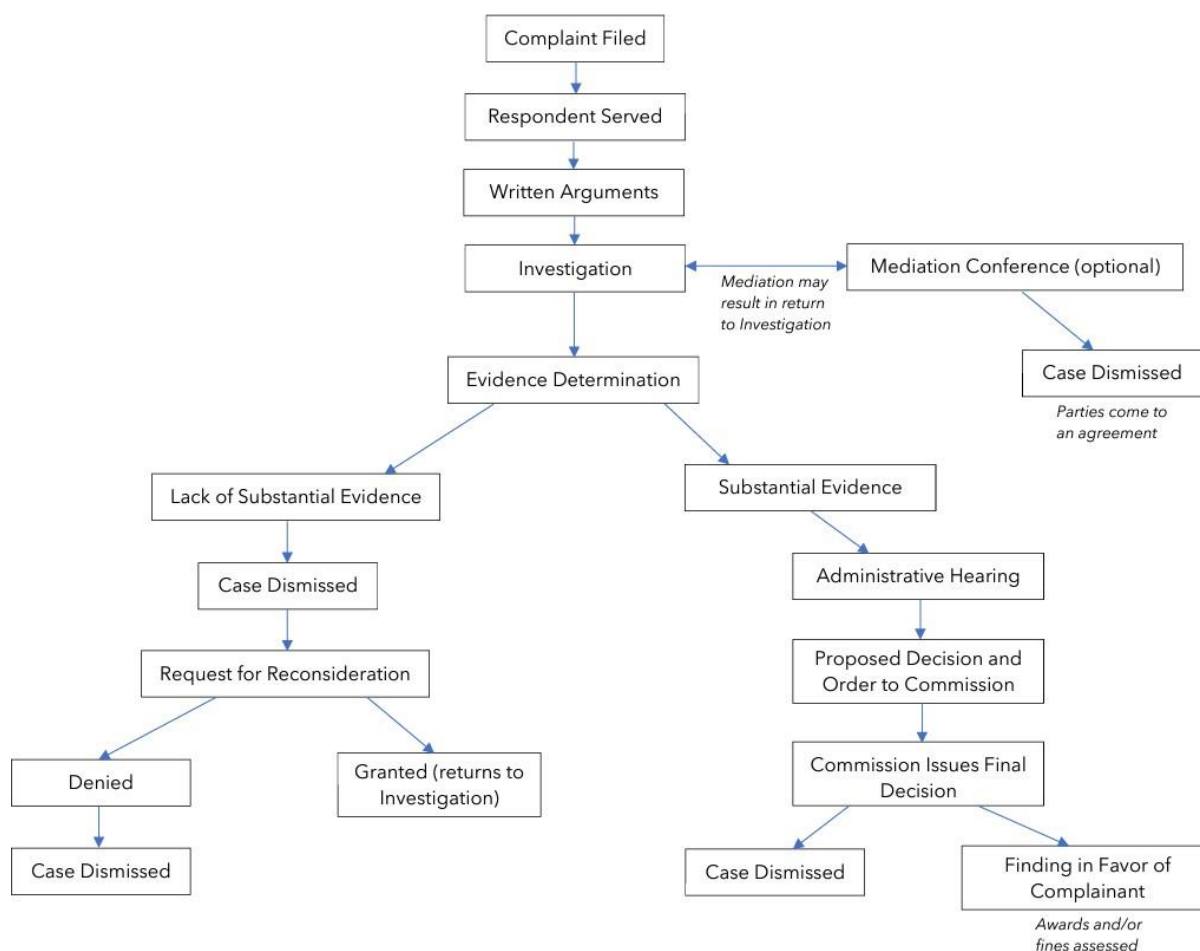 Complaint Filed
Respondent Served
Written Arguments
Investigation
Mediation Conference (optional)
Mediation may
result in return
to Investigation
Case Dismissed
Parties come to
an agreement
Evidence Determination
Lack of Substantial Evidence
Substantial Evidence
Case Dismissed
Administrative Hearing
Request for Reconsideration
Proposed Decision and
Order to Commission
Denied
Granted (returns to
Investigation)
Commission Issues Final
Decision
Case Dismissed
Case Dismissed
Finding in Favor of
Complainant
Awards and/or
fines assessed